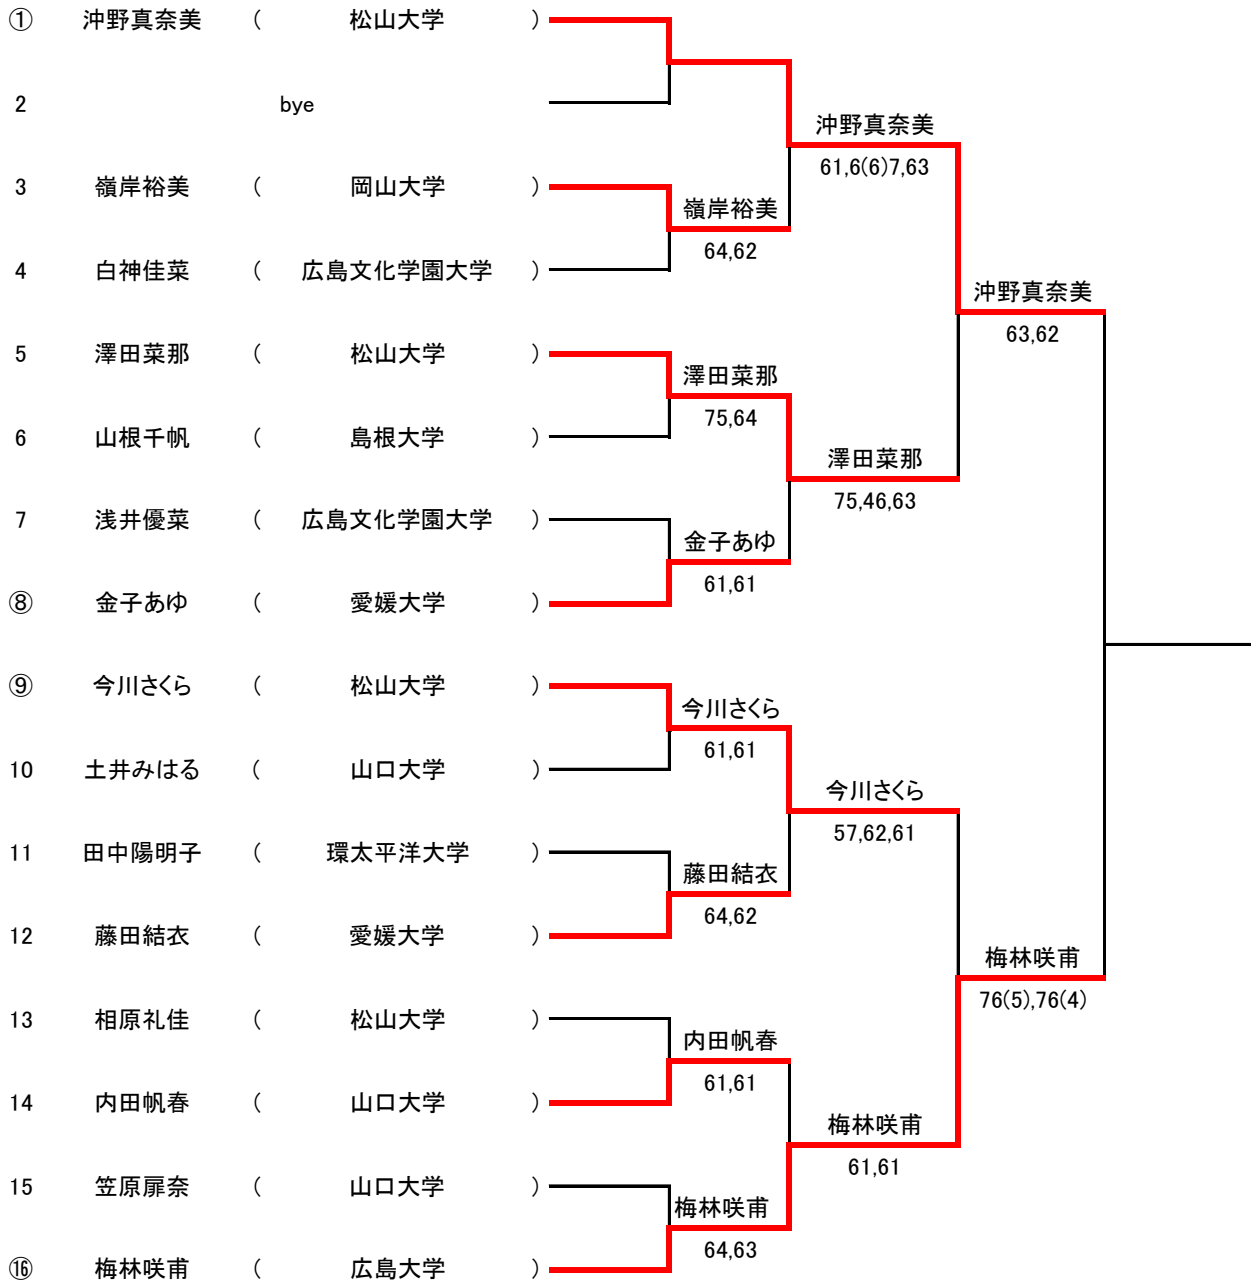 ① 沖野真奈美 ( 松山大学 )
2 bye
沖野真奈美
61,6(6)7,63
3 嶺岸裕美 ( 岡山大学 )
嶺岸裕美
64,62
4 白神佳菜 ( 広島文化学園大学 )
沖野真奈美
63,62
5 澤田菜那 ( 松山大学 )
澤田菜那
75,64
6 山根千帆 ( 島根大学 )
澤田菜那
75,46,63
7 浅井優菜 ( 広島文化学園大学 )
金子あゆ
61,61
⑧ 金子あゆ ( 愛媛大学 )
⑨ 今川さくら ( 松山大学 )
今川さくら
61,61
10 土井みはる ( 山口大学 )
今川さくら
57,62,61
11 田中陽明子 ( 環太平洋大学 )
藤田結衣
64,62
12 藤田結衣 ( 愛媛大学 )
梅林咲甫
76(5),76(4)
13 相原礼佳 ( 松山大学 )
内田帆春
61,61
14 内田帆春 ( 山口大学 )
梅林咲甫
61,61
15 笠原扉奈 ( 山口大学 )
梅林咲甫
64,63
⑯ 梅林咲甫 ( 広島大学 )